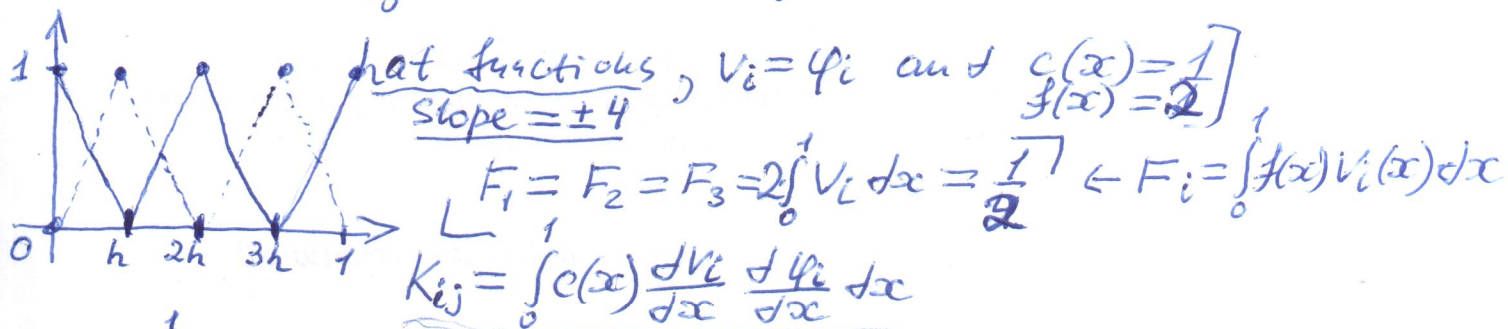 1 hat functions, Vᵢ = φᵢ and c(x) = 1 ]
slope = ±4 f(x) = 2
F₁ = F₂ = F₃ = 2∫₀¹ Vᵢ dx = 1/2 ← Fᵢ = ∫₀¹ f(x) Vᵢ(x) dx
0 h 2h 3h 1
Kᵢⱼ = ∫₀¹ c(x) dVᵢ/dx dφᵢ/dx dx